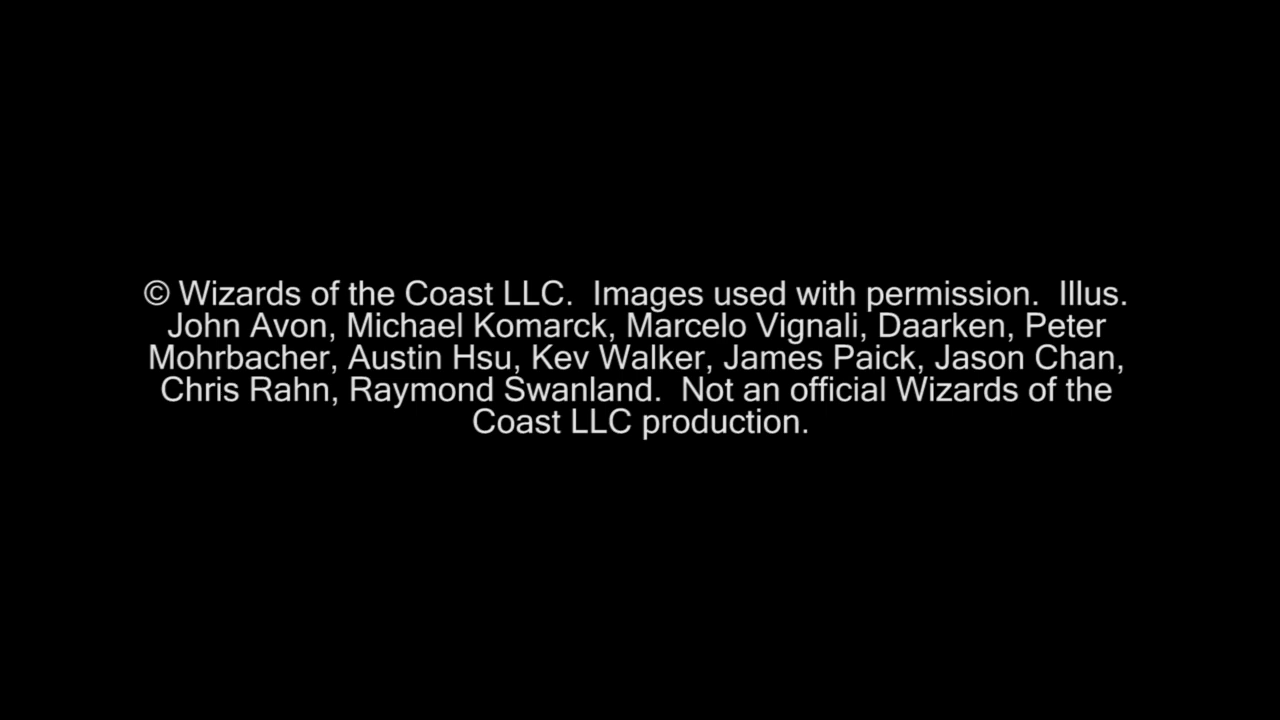 © Wizards of the Coast LLC.  Images used with permission.  Illus.
John Avon, Michael Komarck, Marcelo Vignali, Daarken, Peter
Mohrbacher, Austin Hsu, Kev Walker, James Paick, Jason Chan,
Chris Rahn, Raymond Swanland.  Not an official Wizards of the
Coast LLC production.